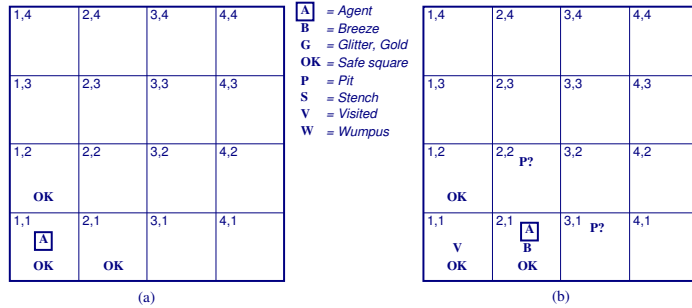 1,4 2,4 3,4 4,4
1,3 2,3 3,3 4,3
1,2 2,2 3,2 4,2
OK
1,1 2,1 3,1 4,1
A
OK OK
(a)
A = Agent
B = Breeze
G = Glitter, Gold
OK = Safe square
P = Pit
S = Stench
V = Visited
W = Wumpus
1,4 2,4 3,4 4,4
1,3 2,3 3,3 4,3
1,2 2,2 3,2 4,2
P?
OK
1,1 2,1 3,1 4,1
A P?
V B
OK OK
(b)